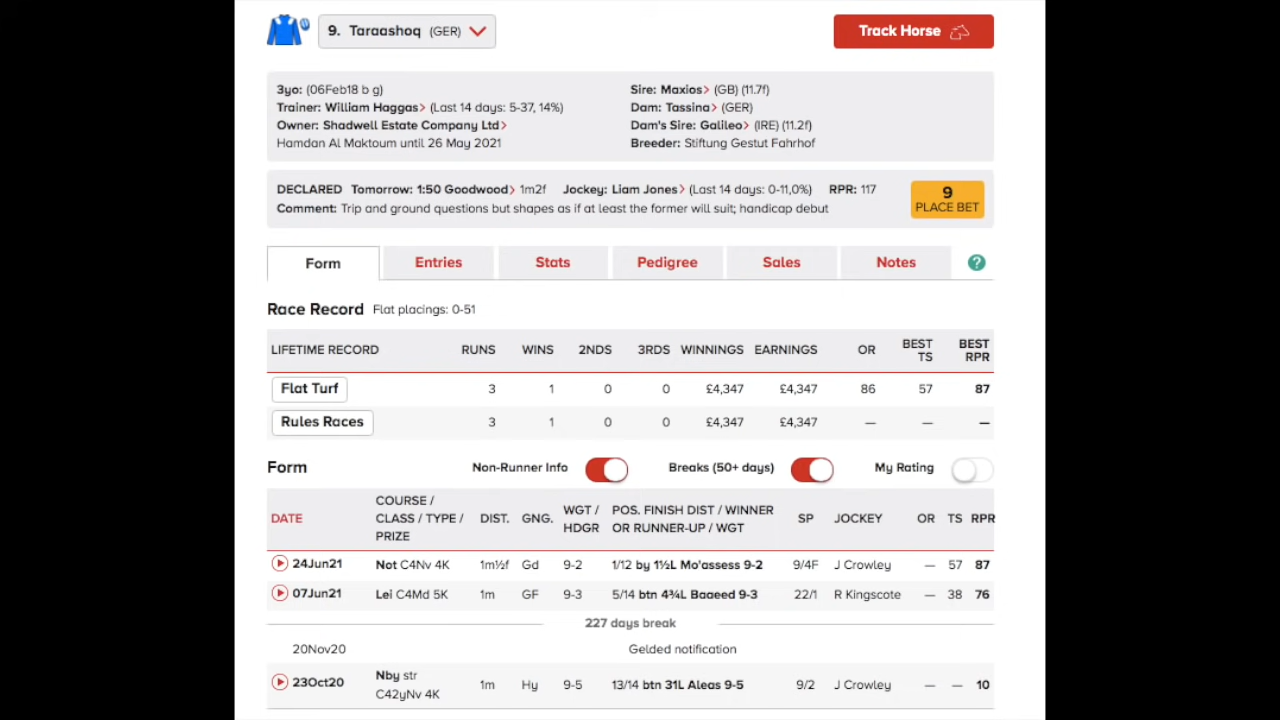 9. Taraashoq (GER)
Track Horse
3yo: (06Feb18 b g)
Trainer: William Haggas> (Last 14 days: 5-37, 14%)
Owner: Shadwell Estate Company Ltd>
Hamdan Al Maktoum until 26 May 2021
Sire: Maxios> (GB) (11.7f)
Dam: Tassina> (GER)
Dam's Sire: Galileo> (IRE) (11.2f)
Breeder: Stiftung Gestut Fahrhof
DECLARED Tomorrow: 1:50 Goodwood> 1m2f Jockey: Liam Jones> (Last 14 days: 0-11,0%) RPR: 117
Comment: Trip and ground questions but shapes as if at least the former will suit; handicap debut
9
PLACE BET
Form Entries Stats Pedigree Sales Notes ?
Race Record Flat placings: 0-51
LIFETIME RECORD RUNS WINS 2NDS 3RDS WINNINGS EARNINGS OR BEST TS BEST RPR
Flat Turf 3 1 0 0 £4,347 £4,347 86 57 87
Rules Races 3 1 0 0 £4,347 £4,347 — — —
Form Non-Runner Info Breaks (50+ days) My Rating
DATE COURSE / CLASS / TYPE / PRIZE DIST. GNG. WGT / HDGR POS. FINISH DIST / WINNER OR RUNNER-UP / WGT SP JOCKEY OR TS RPR
24Jun21 Not C4Nv 4K 1m½f Gd 9-2 1/12 by 1½L Mo'assess 9-2 9/4F J Crowley — 57 87
07Jun21 Lei C4Md 5K 1m GF 9-3 5/14 btn 4¾L Baaeed 9-3 22/1 R Kingscote — 38 76
227 days break
20Nov20 Gelded notification
23Oct20 Nby str C42yNv 4K 1m Hy 9-5 13/14 btn 31L Aleas 9-5 9/2 J Crowley — — 10